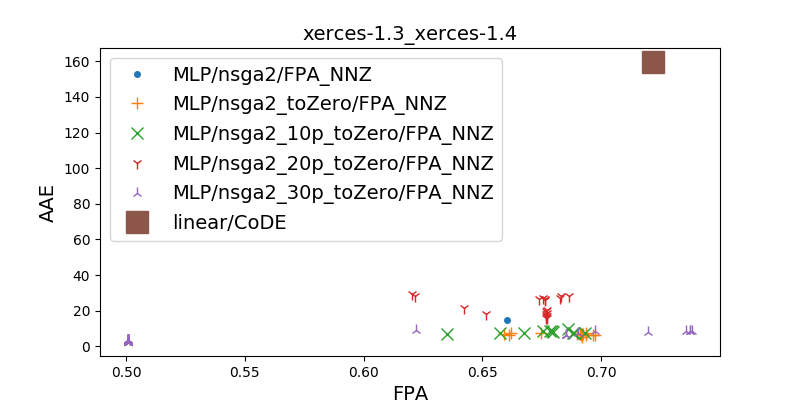 xerces-1.3_xerces-1.4
AAE
160
140
120
100
80
60
40
20
0
MLP/nsga2/FPA_NNZ
MLP/nsga2_toZero/FPA_NNZ
MLP/nsga2_10p_toZero/FPA_NNZ
MLP/nsga2_20p_toZero/FPA_NNZ
MLP/nsga2_30p_toZero/FPA_NNZ
linear/CoDE
0.50 0.55 0.60 0.65 0.70
FPA